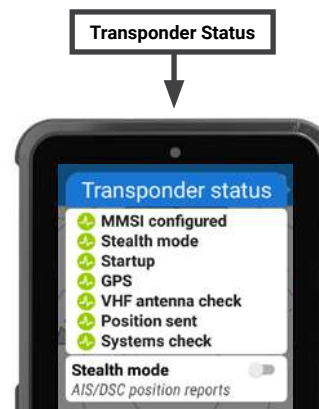 Transponder Status
Transponder status
MMSI configured
Stealth mode
Startup
GPS
VHF antenna check
Position sent
Systems check
Stealth mode
AIS/DSC position reports